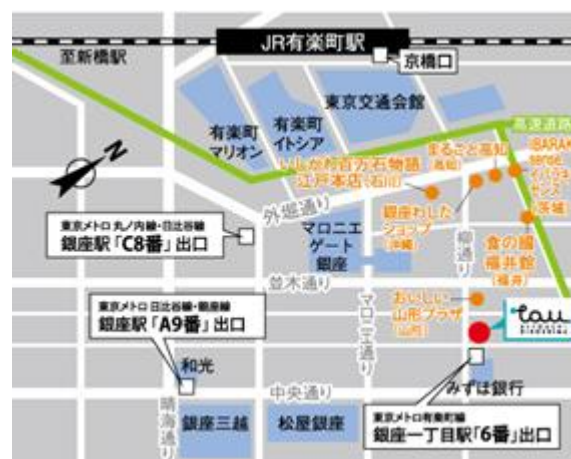 JR有楽町駅
至新橋駅
京橋口
東京交通会館
有楽町
マリオン
有楽町
イトシア
高速道路
まるごと高知
(高知)
IBARAKI
sense
イバラキ
センス
(茨城)
いしかわ百万石物語
江戸本店(石川)
N
外堀通り
銀座わした
ショップ
(沖縄)
柳通り
食の國
福井館
(福井)
東京メトロ 丸ノ内線・日比谷線
銀座駅「C8番」出口
マロニエ
ゲート
銀座
並木通り
おいしい
山形プラザ
(山形)
マロニエ通り
tau
東京メトロ 日比谷線・銀座線
銀座駅「A9番」出口
和光
中央通り
みずほ銀行
晴海通り
銀座三越
松屋銀座
東京メトロ有楽町線
銀座一丁目駅「6番」出口